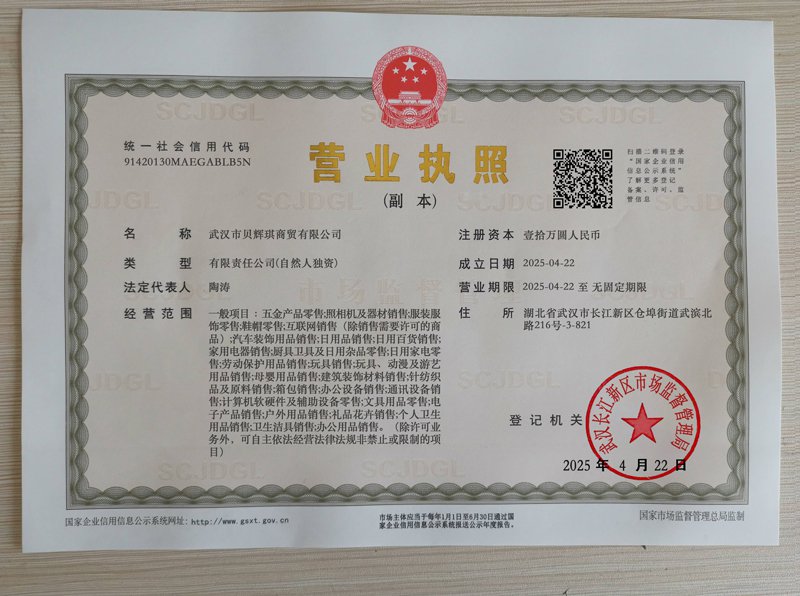 统一社会信用代码
91420130MAEGABLB5N
营业执照
(副 本)
扫描二维码登录
“国家企业信用
信息公示系统”
了解更多登记、
备案、许可、监
管信息
名 称 武汉市贝辉琪商贸有限公司
类 型 有限责任公司(自然人独资)
法定代表人 陶涛
经营范围 一般项目：五金产品零售;照相机及器材销售;服装服
饰零售;鞋帽零售;互联网销售（除销售需要许可的商
品）;汽车装饰用品销售;日用品销售;日用百货销售;
家用电器销售;厨具卫具及日用杂品零售;日用家电零
售;劳动保护用品销售;玩具销售;玩具、动漫及游艺
用品销售;母婴用品销售;建筑装饰材料销售;针纺织
品及原料销售;箱包销售;办公设备销售;通讯设备销
售;计算机软硬件及辅助设备零售;文具用品零售;电
子产品销售;户外用品销售;礼品花卉销售;个人卫生
用品销售;卫生洁具销售;办公用品销售。（除许可业
务外，可自主依法经营法律法规非禁止或限制的项
目）
注册资本 壹拾万圆人民币
成立日期 2025-04-22
营业期限 2025-04-22 至 无固定期限
住 所 湖北省武汉市长江新区仓埠街道武滨北
路216号-3-821
登记机关
武汉长江新区市场监督管理局
2025 年 4 月 22 日
国家企业信用信息公示系统网址: http://www.gsxt.gov.cn
市场主体应当于每年1月1日至6月30日通过国
家企业信用信息公示系统报送公示年度报告。
国家市场监督管理总局监制
SCJDGL
市场监督管理